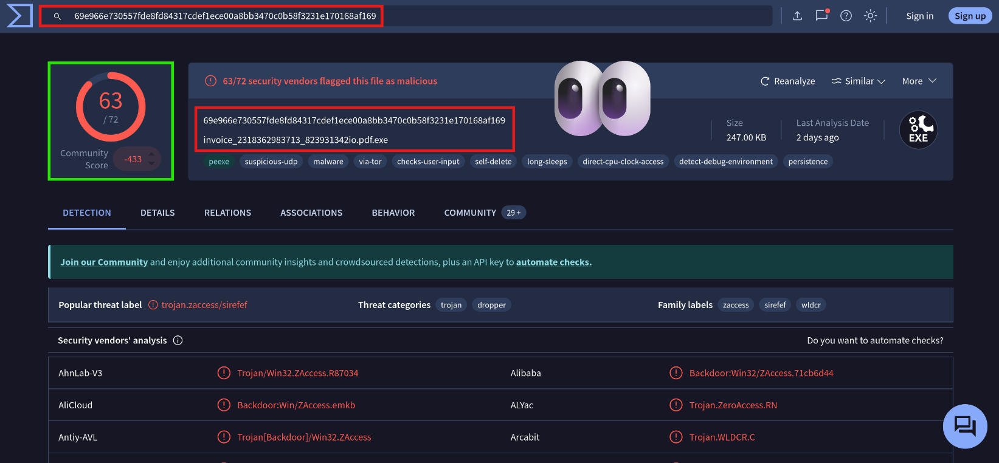 69e966e730557fde8fd84317cdef1ece00a8bb3470c0b58f3231e170168af169
Sign in
Sign up
63
/ 72
Community Score
-433
63/72 security vendors flagged this file as malicious
Reanalyze
Similar
More
69e966e730557fde8fd84317cdef1ece00a8bb3470c0b58f3231e170168af169
invoice_2318362983713_823931342io.pdf.exe
Size
247.00 KB
Last Analysis Date
2 days ago
EXE
peexe suspicious-udp malware via-tor checks-user-input self-delete long-sleeps direct-cpu-clock-access detect-debug-environment persistence
DETECTION DETAILS RELATIONS ASSOCIATIONS BEHAVIOR COMMUNITY 29+
Join our Community and enjoy additional community insights and crowdsourced detections, plus an API key to automate checks.
Popular threat label trojan.zaccess/sirefef Threat categories trojan dropper Family labels zaccess sirefef wldcr
Security vendors' analysis Do you want to automate checks?
AhnLab-V3 Trojan/Win32.ZAccess.R87034 Alibaba Backdoor:Win32/ZAccess.71cb6d44
AliCloud Backdoor:Win/ZAccess.emkb ALYac Trojan.ZeroAccess.RN
Antiy-AVL Trojan[Backdoor]/Win32.ZAccess Arcabit Trojan.WLDCR.C